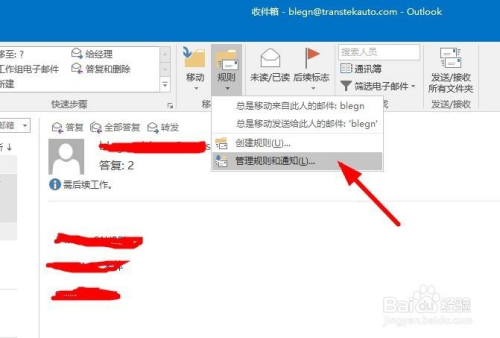 收件箱 - blegn@transtekauto.com - Outlook
移至: ?
给经理
工作组电子邮件
答复和删除
新建
快速步骤
移动
规则
未读/已读
后续标志
搜索人员
通讯簿
筛选电子邮件
发送/接收
所有文件夹
发送/接收
总是移动来自此人的邮件: blegn
总是移动发送给此人的邮件: 'blegn'
创建规则(U)...
管理规则和通知(L)...
邮箱
答复
全部答复
转发
答复: 2
需后续工作。
Baidu 经验
jingyan.baidu.com